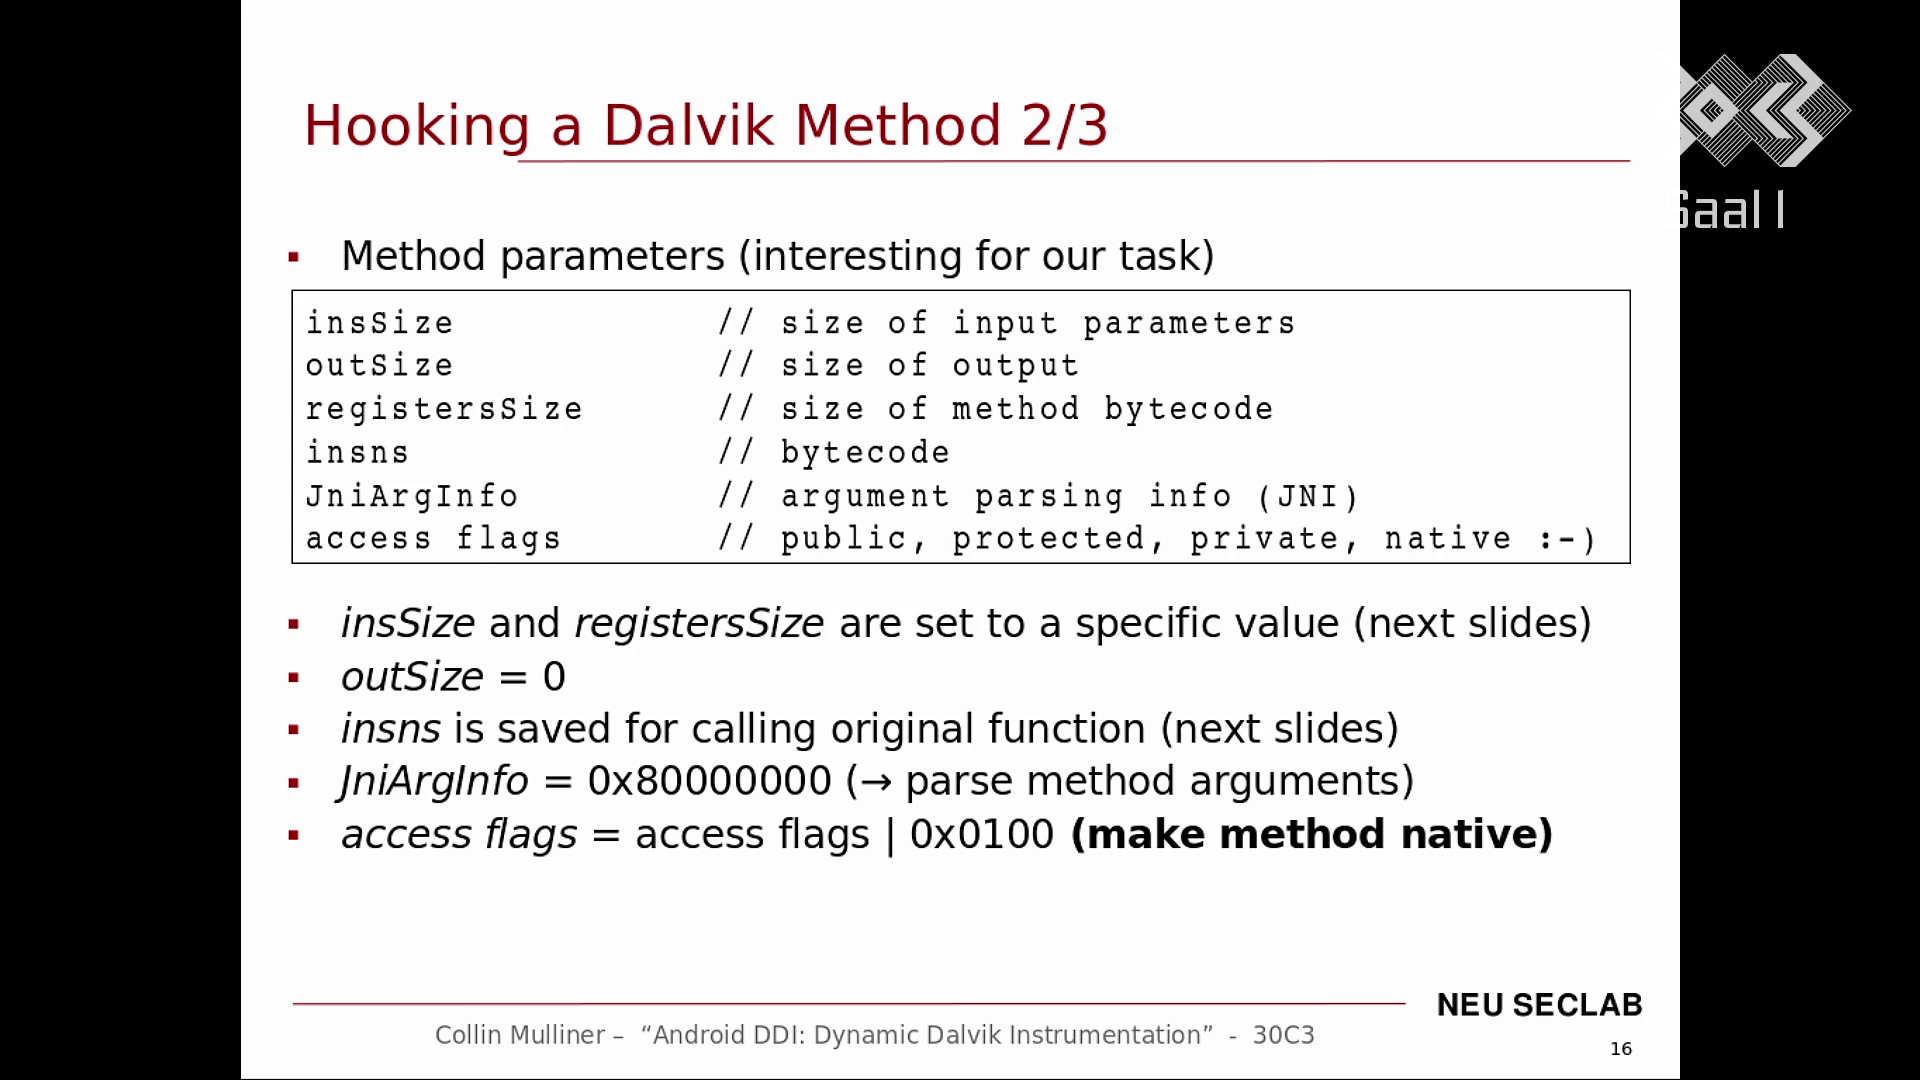 Hooking a Dalvik Method 2/3
Saal 1
▪ Method parameters (interesting for our task)
insSize // size of input parameters
outSize // size of output
registersSize // size of method bytecode
insns // bytecode
JniArgInfo // argument parsing info (JNI)
access flags // public, protected, private, native :-)
▪ insSize and registersSize are set to a specific value (next slides)
▪ outSize = 0
▪ insns is saved for calling original function (next slides)
▪ JniArgInfo = 0x80000000 (→ parse method arguments)
▪ access flags = access flags | 0x0100 (make method native)
NEU SECLAB
Collin Mulliner – “Android DDI: Dynamic Dalvik Instrumentation” - 30C3
16